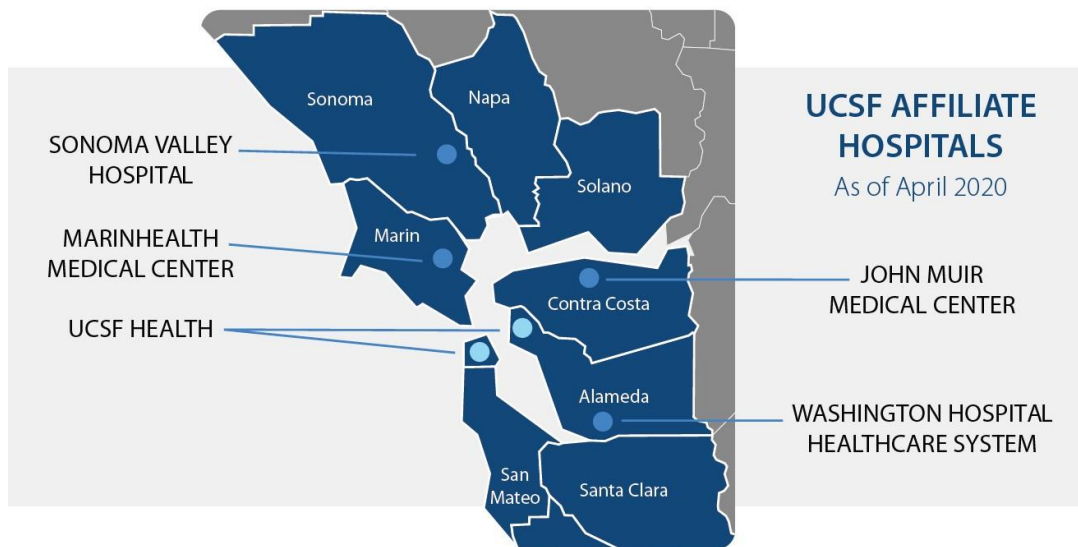 UCSF AFFILIATE
HOSPITALS
As of April 2020
Sonoma
Napa
SONOMA VALLEY
HOSPITAL
Solano
Marin
MARINHEALTH
MEDICAL CENTER
JOHN MUIR
MEDICAL CENTER
Contra Costa
UCSF HEALTH
Alameda
WASHINGTON HOSPITAL
HEALTHCARE SYSTEM
San
Mateo
Santa Clara